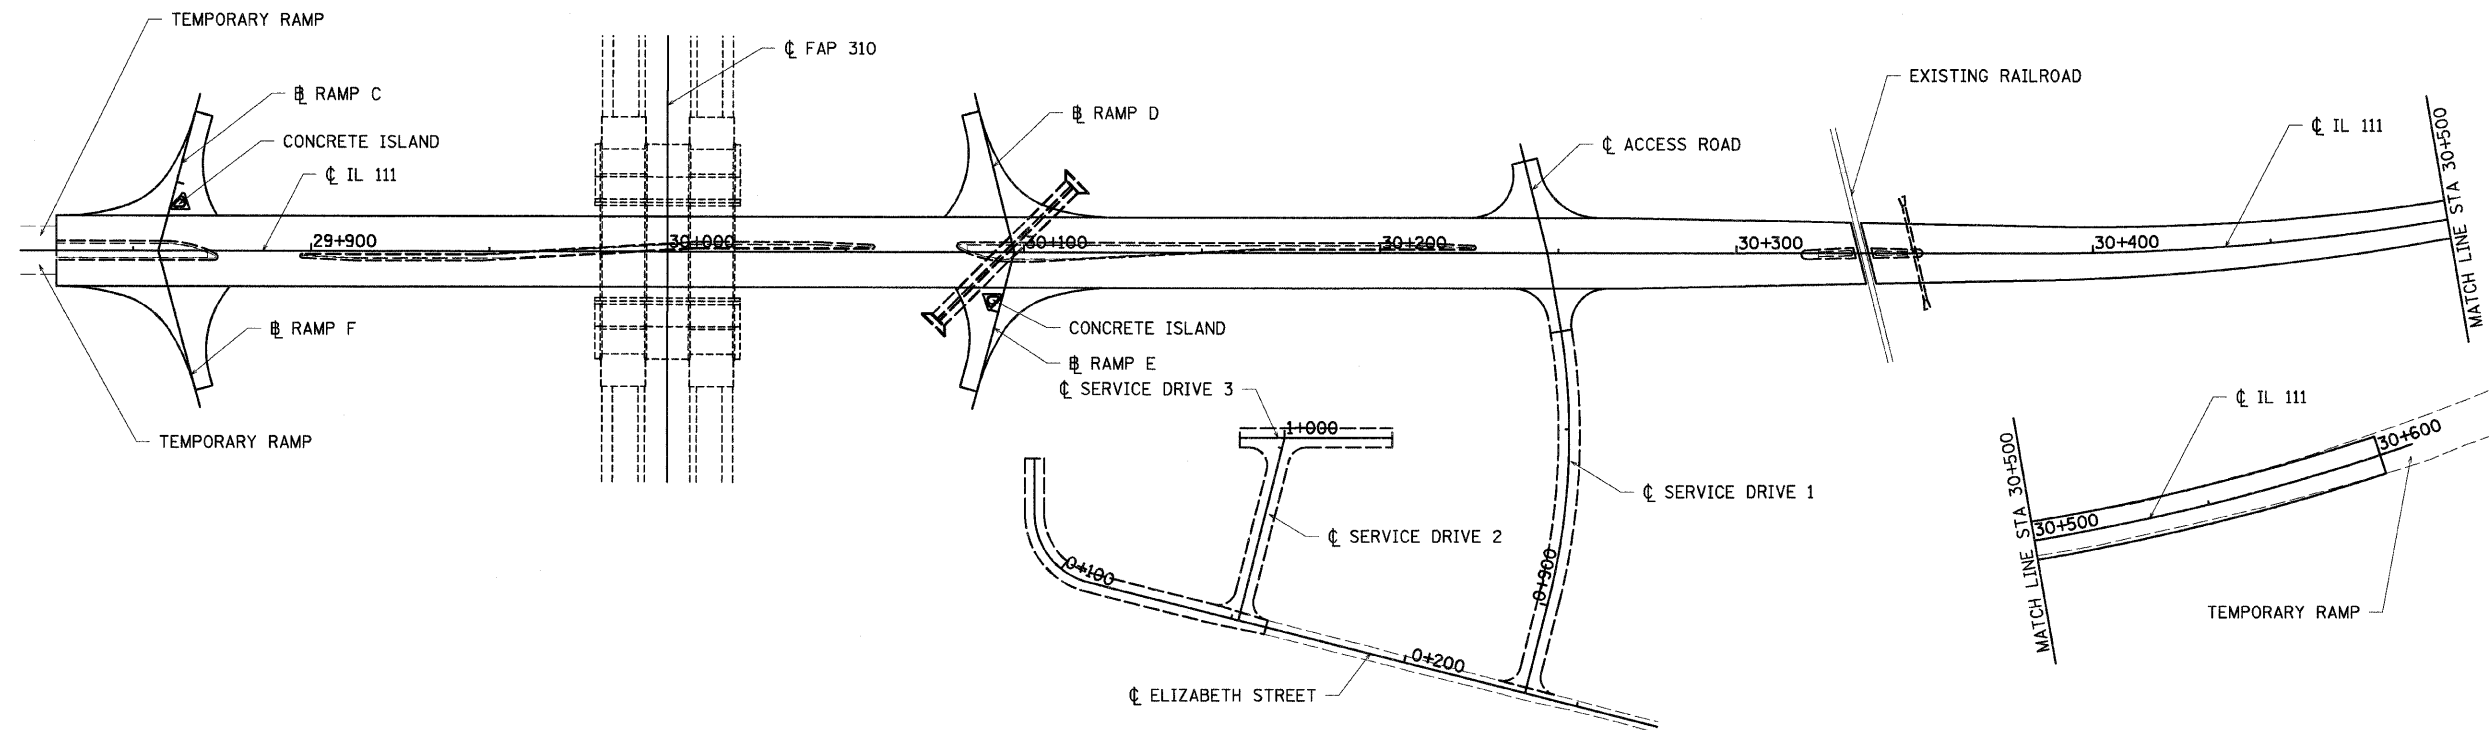 TEMPORARY RAMP
℄ FAP 310
EXISTING RAILROAD
B̵L RAMP C
B̵L RAMP D
℄ IL 111
MATCH LINE STA 30+500
CONCRETE ISLAND
℄ ACCESS ROAD
℄ IL 111
29+900
30+000
30+100
30+200
30+300
30+400
B̵L RAMP F
CONCRETE ISLAND
B̵L RAMP E
℄ SERVICE DRIVE 3
℄ IL 111
TEMPORARY RAMP
1+000
30+600
℄ SERVICE DRIVE 1
MATCH LINE STA 30+500
30+500
℄ SERVICE DRIVE 2
0+100
0+900
TEMPORARY RAMP
0+200
℄ ELIZABETH STREET